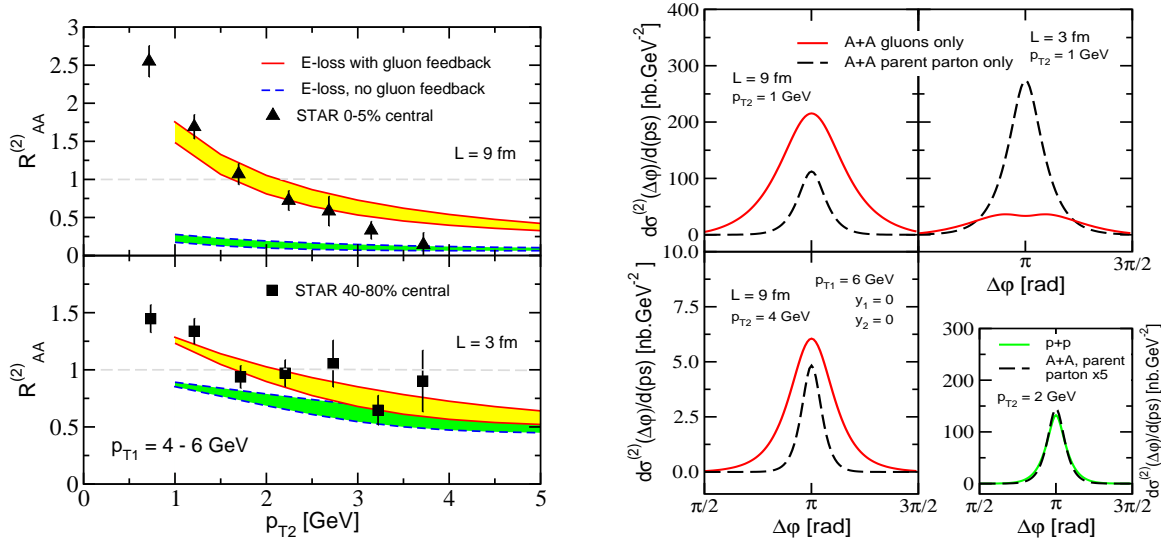 3
2.5
2
1.5
1
0.5
0
R(2)AA
E-loss with gluon feedback
E-loss, no gluon feedback
STAR 0-5% central
L = 9 fm
STAR 40-80% central
L = 3 fm
1.5
1
0.5
0
R(2)AA
pT1 = 4 - 6 GeV
0 1 2 3 4 5
pT2 [GeV]
400
300
200
100
0
dσ(2)(Δφ)/d(ps) [nb.GeV-2]
A+A gluons only
A+A parent parton only
L = 9 fm
pT2 = 1 GeV
L = 3 fm
pT2 = 1 GeV
π 3π/2
Δφ [rad]
10.0
7.5
5.0
2.5
0.0
dσ(2)(Δφ)/d(ps) [nb.GeV-2]
L = 9 fm
pT2 = 4 GeV
pT1 = 6 GeV
y1 = 0
y2 = 0
π/2 π 3π/2
Δφ [rad]
300
200
100
0
p+p
A+A, parent
parton x5
pT2 = 2 GeV
dσ(2)(Δφ)/d(ps) [nb.GeV-2]
π/2 π 3π/2
Δφ [rad]